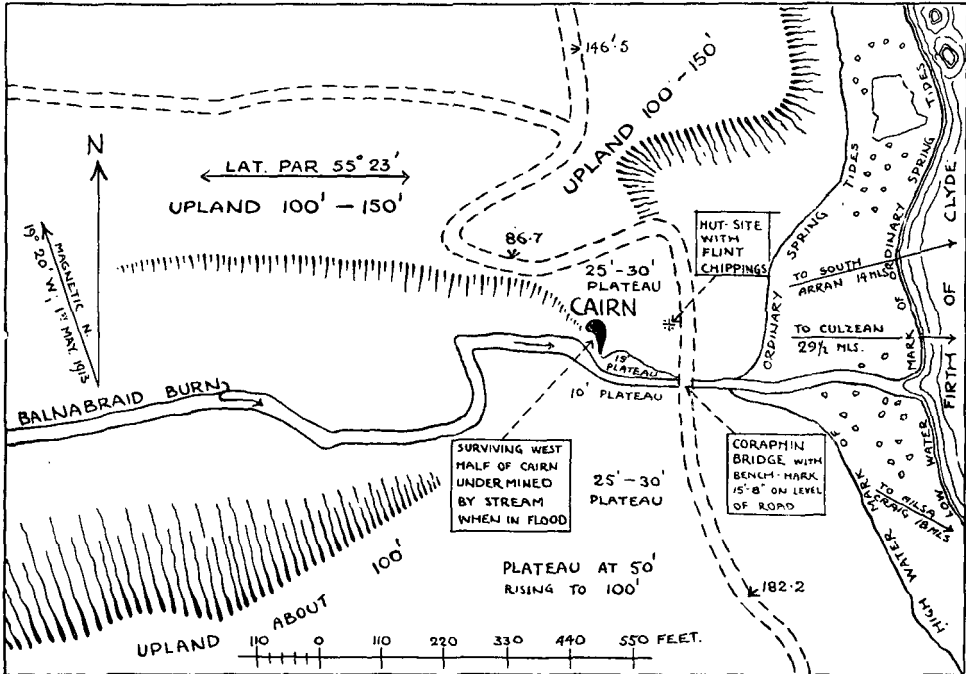 146·5
UPLAND 100'-150'
N
LAT. PAR 55° 23'
UPLAND 100' - 150'
MAGNETIC N.
19° 20' W; 1ST MAY, 1913
86·7
25'-30'
PLATEAU
HUT-SITE
WITH
FLINT
CHIPPINGS
CAIRN
15'
PLATEAU
10' PLATEAU
BALNABRAID BURN
ORDINARY SPRING TIDES
MARK OF ORDINARY SPRING TIDES
TO SOUTH
ARRAN 14 MLS.
TO CULZEAN
29½ MLS.
FIRTH OF CLYDE
SURVIVING WEST
HALF OF CAIRN
UNDERMINED
BY STREAM
WHEN IN FLOOD
25'-30'
PLATEAU
CORAPHIN
BRIDGE WITH
BENCH-MARK
15'-8" ON LEVEL
OF ROAD
TO AILSA
CRAIG 18 MLS
LOW WATER
HIGH WATER MARK OF
PLATEAU AT 50'
RISING TO 100'
182·2
UPLAND ABOUT 100'
110 0 110 220 330 440 550 FEET.